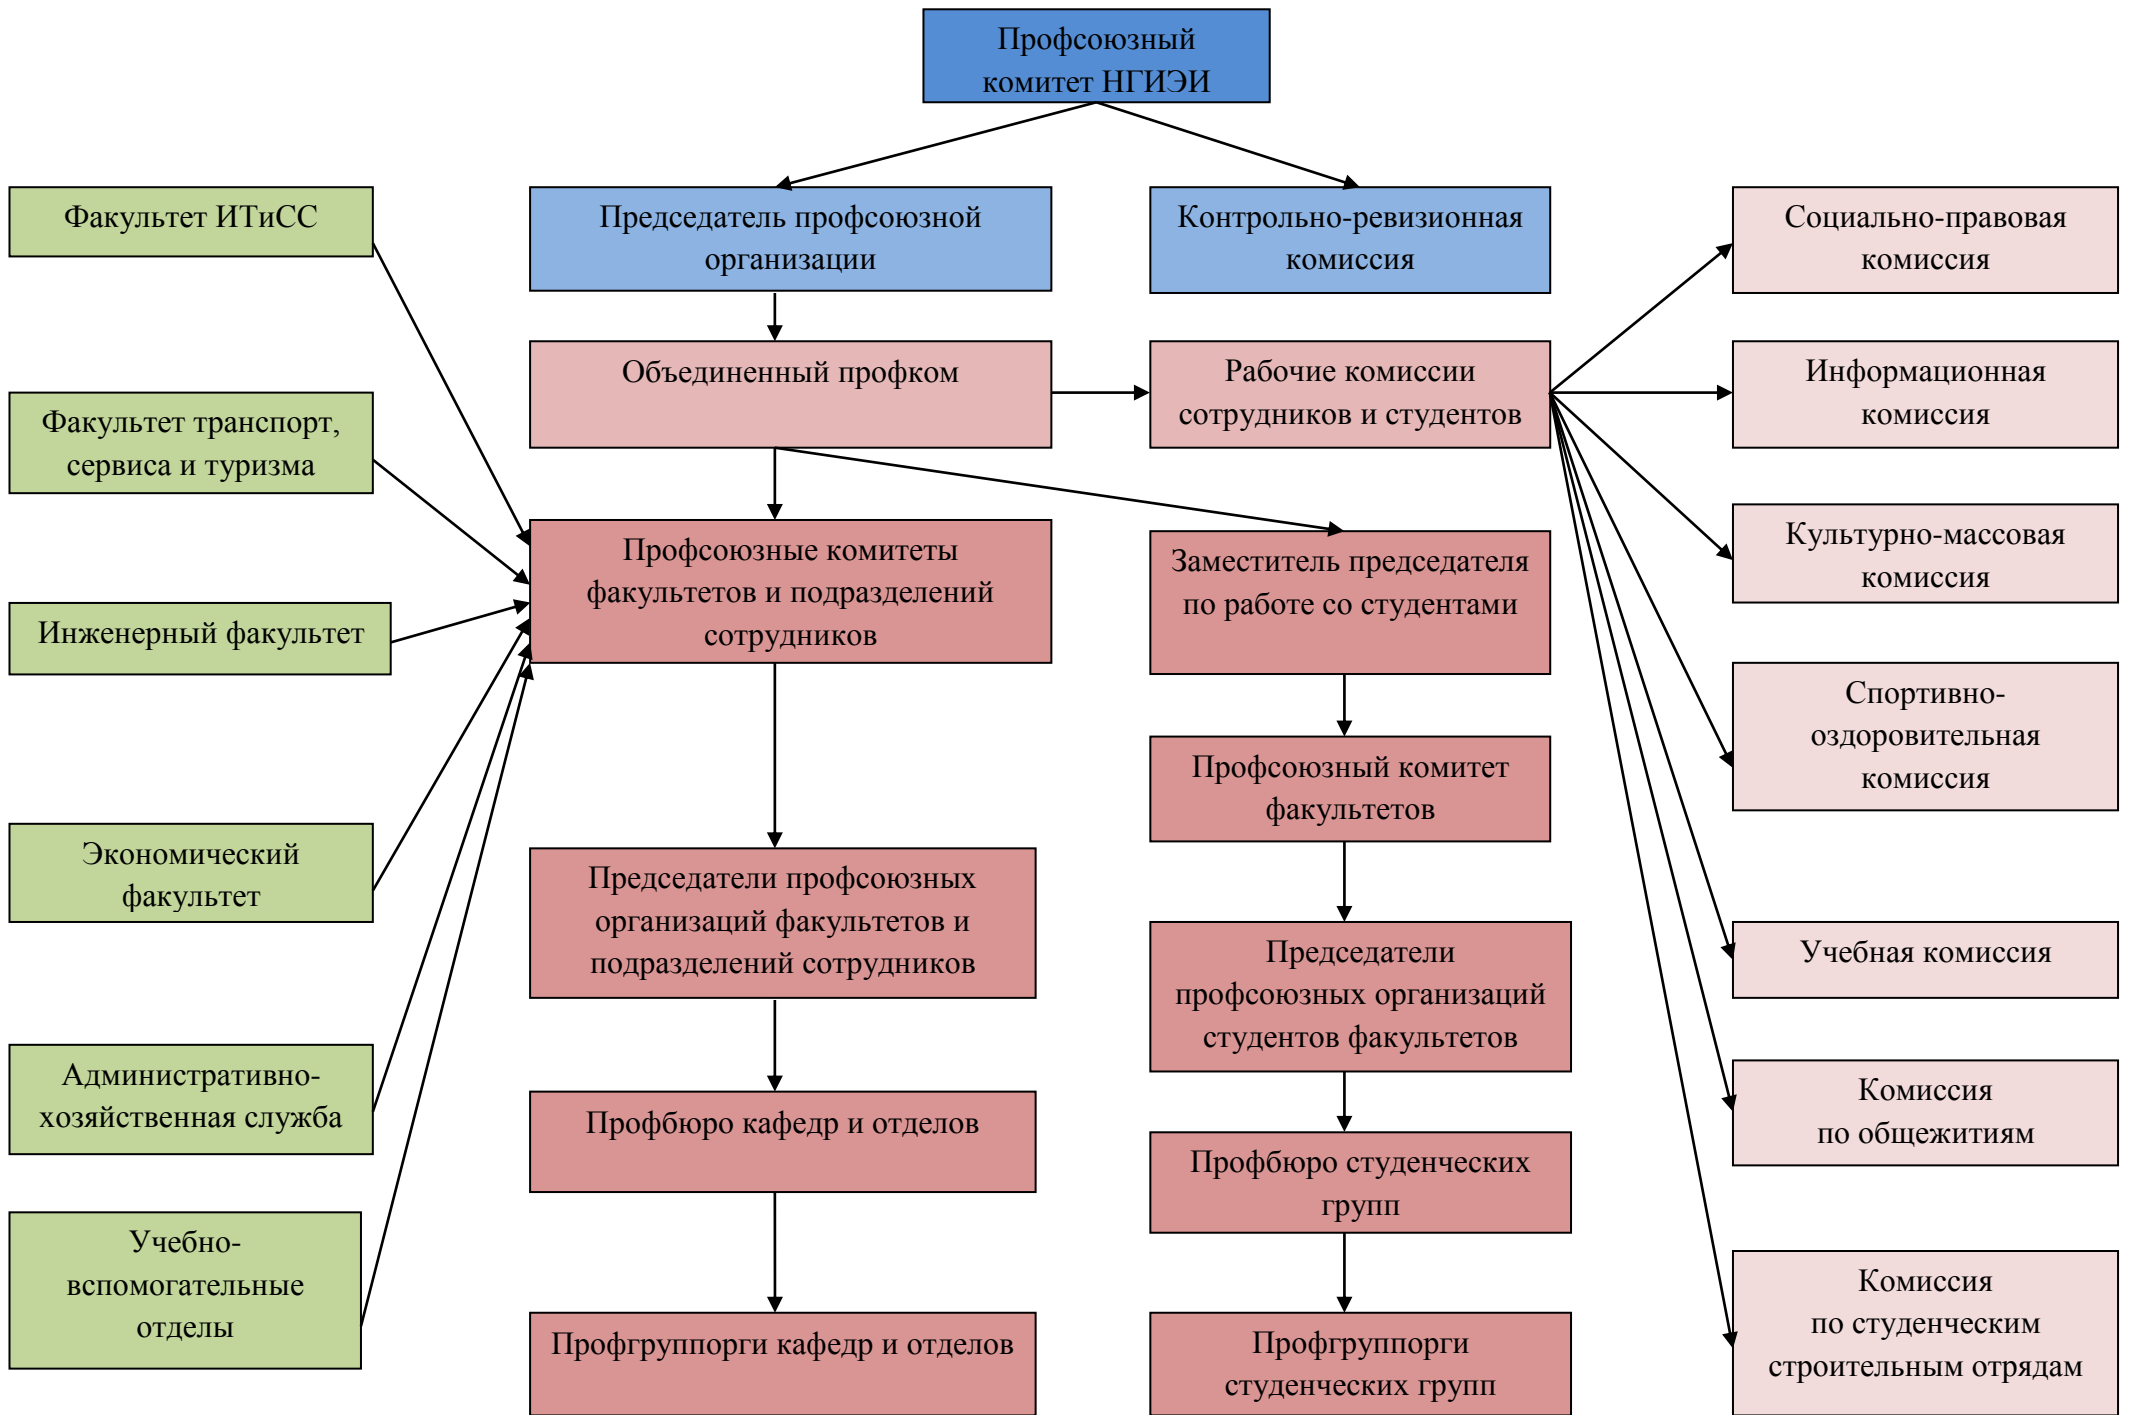 Профсоюзный
комитет НГИЭИ
Факультет ИТиСС
Председатель профсоюзной
организации
Контрольно-ревизионная
комиссия
Социально-правовая
комиссия
Объединенный профком
Рабочие комиссии
сотрудников и студентов
Информационная
комиссия
Факультет транспорт,
сервиса и туризма
Профсоюзные комитеты
факультетов и подразделений
сотрудников
Заместитель председателя
по работе со студентами
Культурно-массовая
комиссия
Инженерный факультет
Спортивно-
оздоровительная
комиссия
Профсоюзный комитет
факультетов
Экономический
факультет
Председатели профсоюзных
организаций факультетов и
подразделений сотрудников
Председатели
профсоюзных организаций
студентов факультетов
Учебная комиссия
Административно-
хозяйственная служба
Профбюро кафедр и отделов
Профбюро студенческих
групп
Комиссия
по общежитиям
Учебно-
вспомогательные
отделы
Профгруппорги кафедр и отделов
Профгруппорги
студенческих групп
Комиссия
по студенческим
строительным отрядам